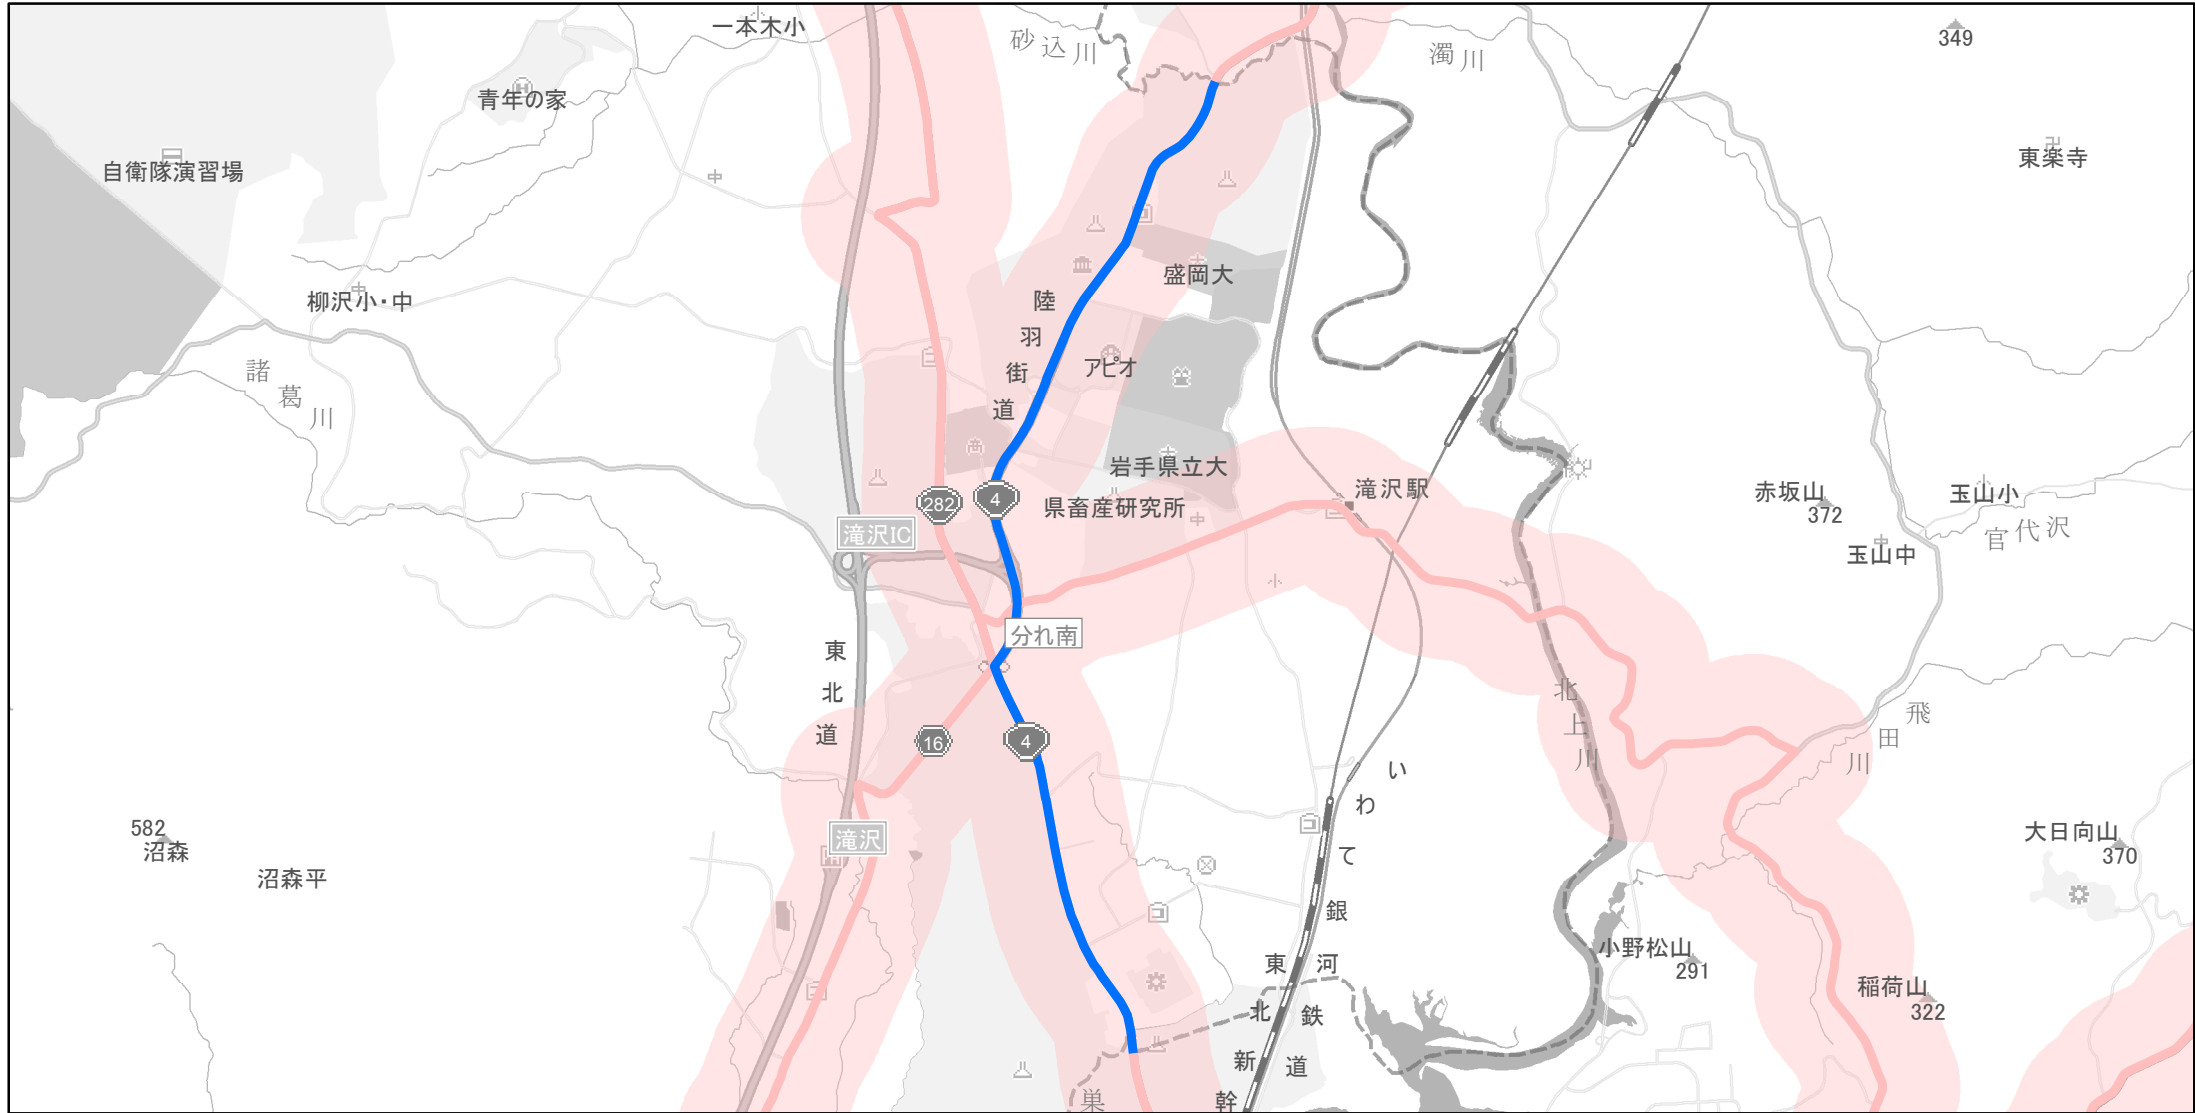 一本木小
砂込川
濁川
349
青年の家
自衛隊演習場
東楽寺
盛岡大
柳沢小・中
陸羽街道
アピオ
諸葛川
岩手県立大
滝沢駅
県畜産研究所
282
4
滝沢IC
赤坂山
372
玉山小
官代沢
玉山中
分れ南
東北道
北上川
飛田川
16
4
いわて銀河鉄道
582
沼森
滝沢
沼森平
大日向山
370
小野松山
291
稲荷山
322
東北新幹
巣